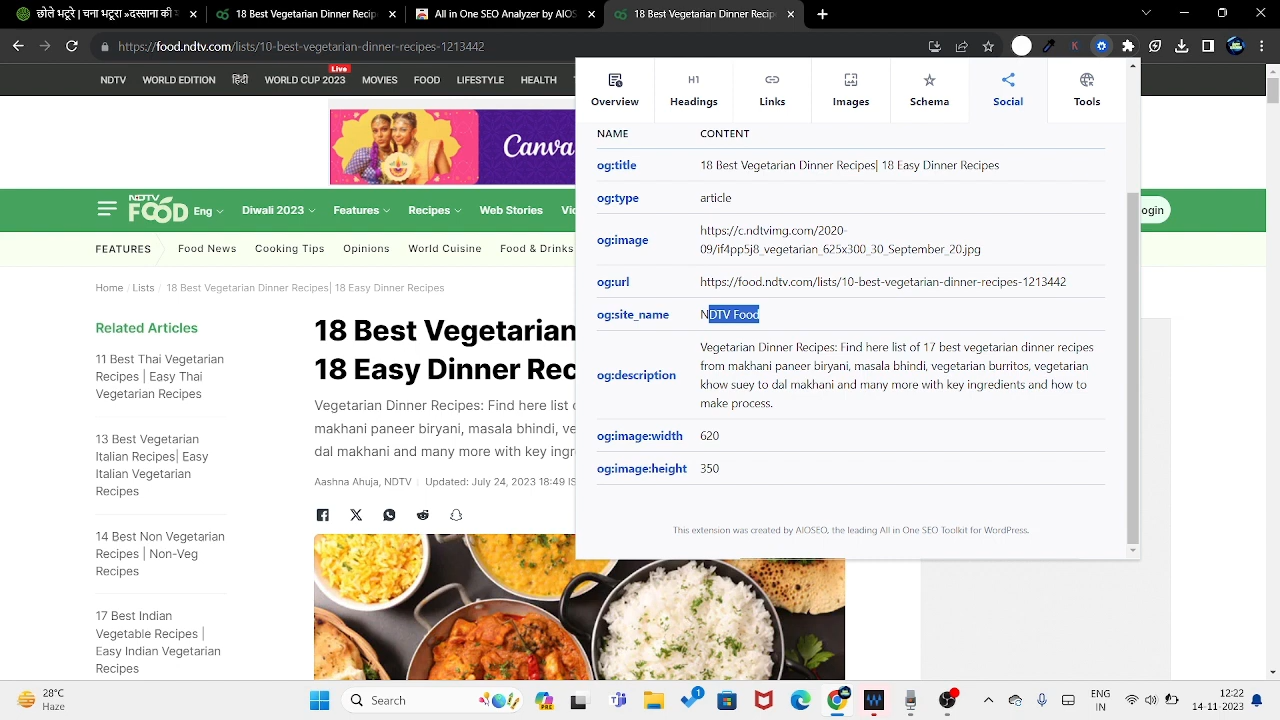 छोले भटूरे | चना भटूरा »दस्सानी की
18 Best Vegetarian Dinner Recip
All in One SEO Analyzer by AIOS
18 Best Vegetarian Dinner Recip
https://food.ndtv.com/lists/10-best-vegetarian-dinner-recipes-1213442
K
Live
NDTV WORLD EDITION हिंदी WORLD CUP 2023 MOVIES FOOD LIFESTYLE HEALTH
Canva
NDTV
FOOD
Eng Diwali 2023 Features Recipes Web Stories Vid
ogin
FEATURES Food News Cooking Tips Opinions World Cuisine Food & Drinks
Home / Lists / 18 Best Vegetarian Dinner Recipes| 18 Easy Dinner Recipes
Related Articles
11 Best Thai Vegetarian
Recipes | Easy Thai
Vegetarian Recipes
13 Best Vegetarian
Italian Recipes| Easy
Italian Vegetarian
Recipes
14 Best Non Vegetarian
Recipes | Non-Veg
Recipes
17 Best Indian
Vegetable Recipes |
Easy Indian Vegetarian
Recipes
18 Best Vegetarian
18 Easy Dinner Rec
Vegetarian Dinner Recipes: Find here list
makhani paneer biryani, masala bhindi, ve
dal makhani and many more with key ingr
Aashna Ahuja, NDTV | Updated: July 24, 2023 18:49 IS
Overview
H1
Headings
Links
Images
Schema
Social
Tools
NAME CONTENT
og:title 18 Best Vegetarian Dinner Recipes| 18 Easy Dinner Recipes
og:type article
og:image https://c.ndtvimg.com/2020-
09/if4pp5j8_vegetarian_625x300_30_September_20.jpg
og:url https://food.ndtv.com/lists/10-best-vegetarian-dinner-recipes-1213442
og:site_name NDTV Food
og:description Vegetarian Dinner Recipes: Find here list of 17 best vegetarian dinner recipes
from makhani paneer biryani, masala bhindi, vegetarian burritos, vegetarian
khow suey to dal makhani and many more with key ingredients and how to
make process.
og:image:width 620
og:image:height 350
This extension was created by AIOSEO, the leading All in One SEO Toolkit for WordPress.
28°C
Haze
Search
1
ENG
IN
12:22
14-11-2023